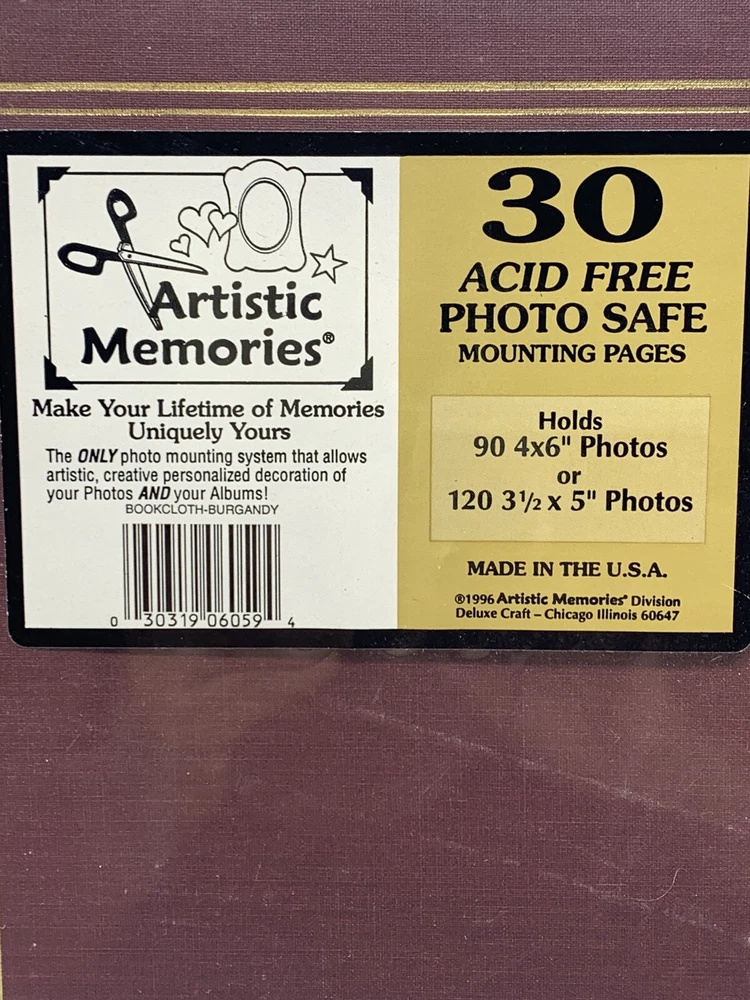 Artistic
Memories®
Make Your Lifetime of Memories
Uniquely Yours
The ONLY photo mounting system that allows
artistic, creative personalized decoration of
your Photos AND your Albums!
BOOKCLOTH-BURGANDY
0 30319 06059 4
30
ACID FREE
PHOTO SAFE
MOUNTING PAGES
Holds
90 4x6" Photos
or
120 3½ x 5" Photos
MADE IN THE U.S.A.
®1996 Artistic Memories® Division
Deluxe Craft – Chicago Illinois 60647